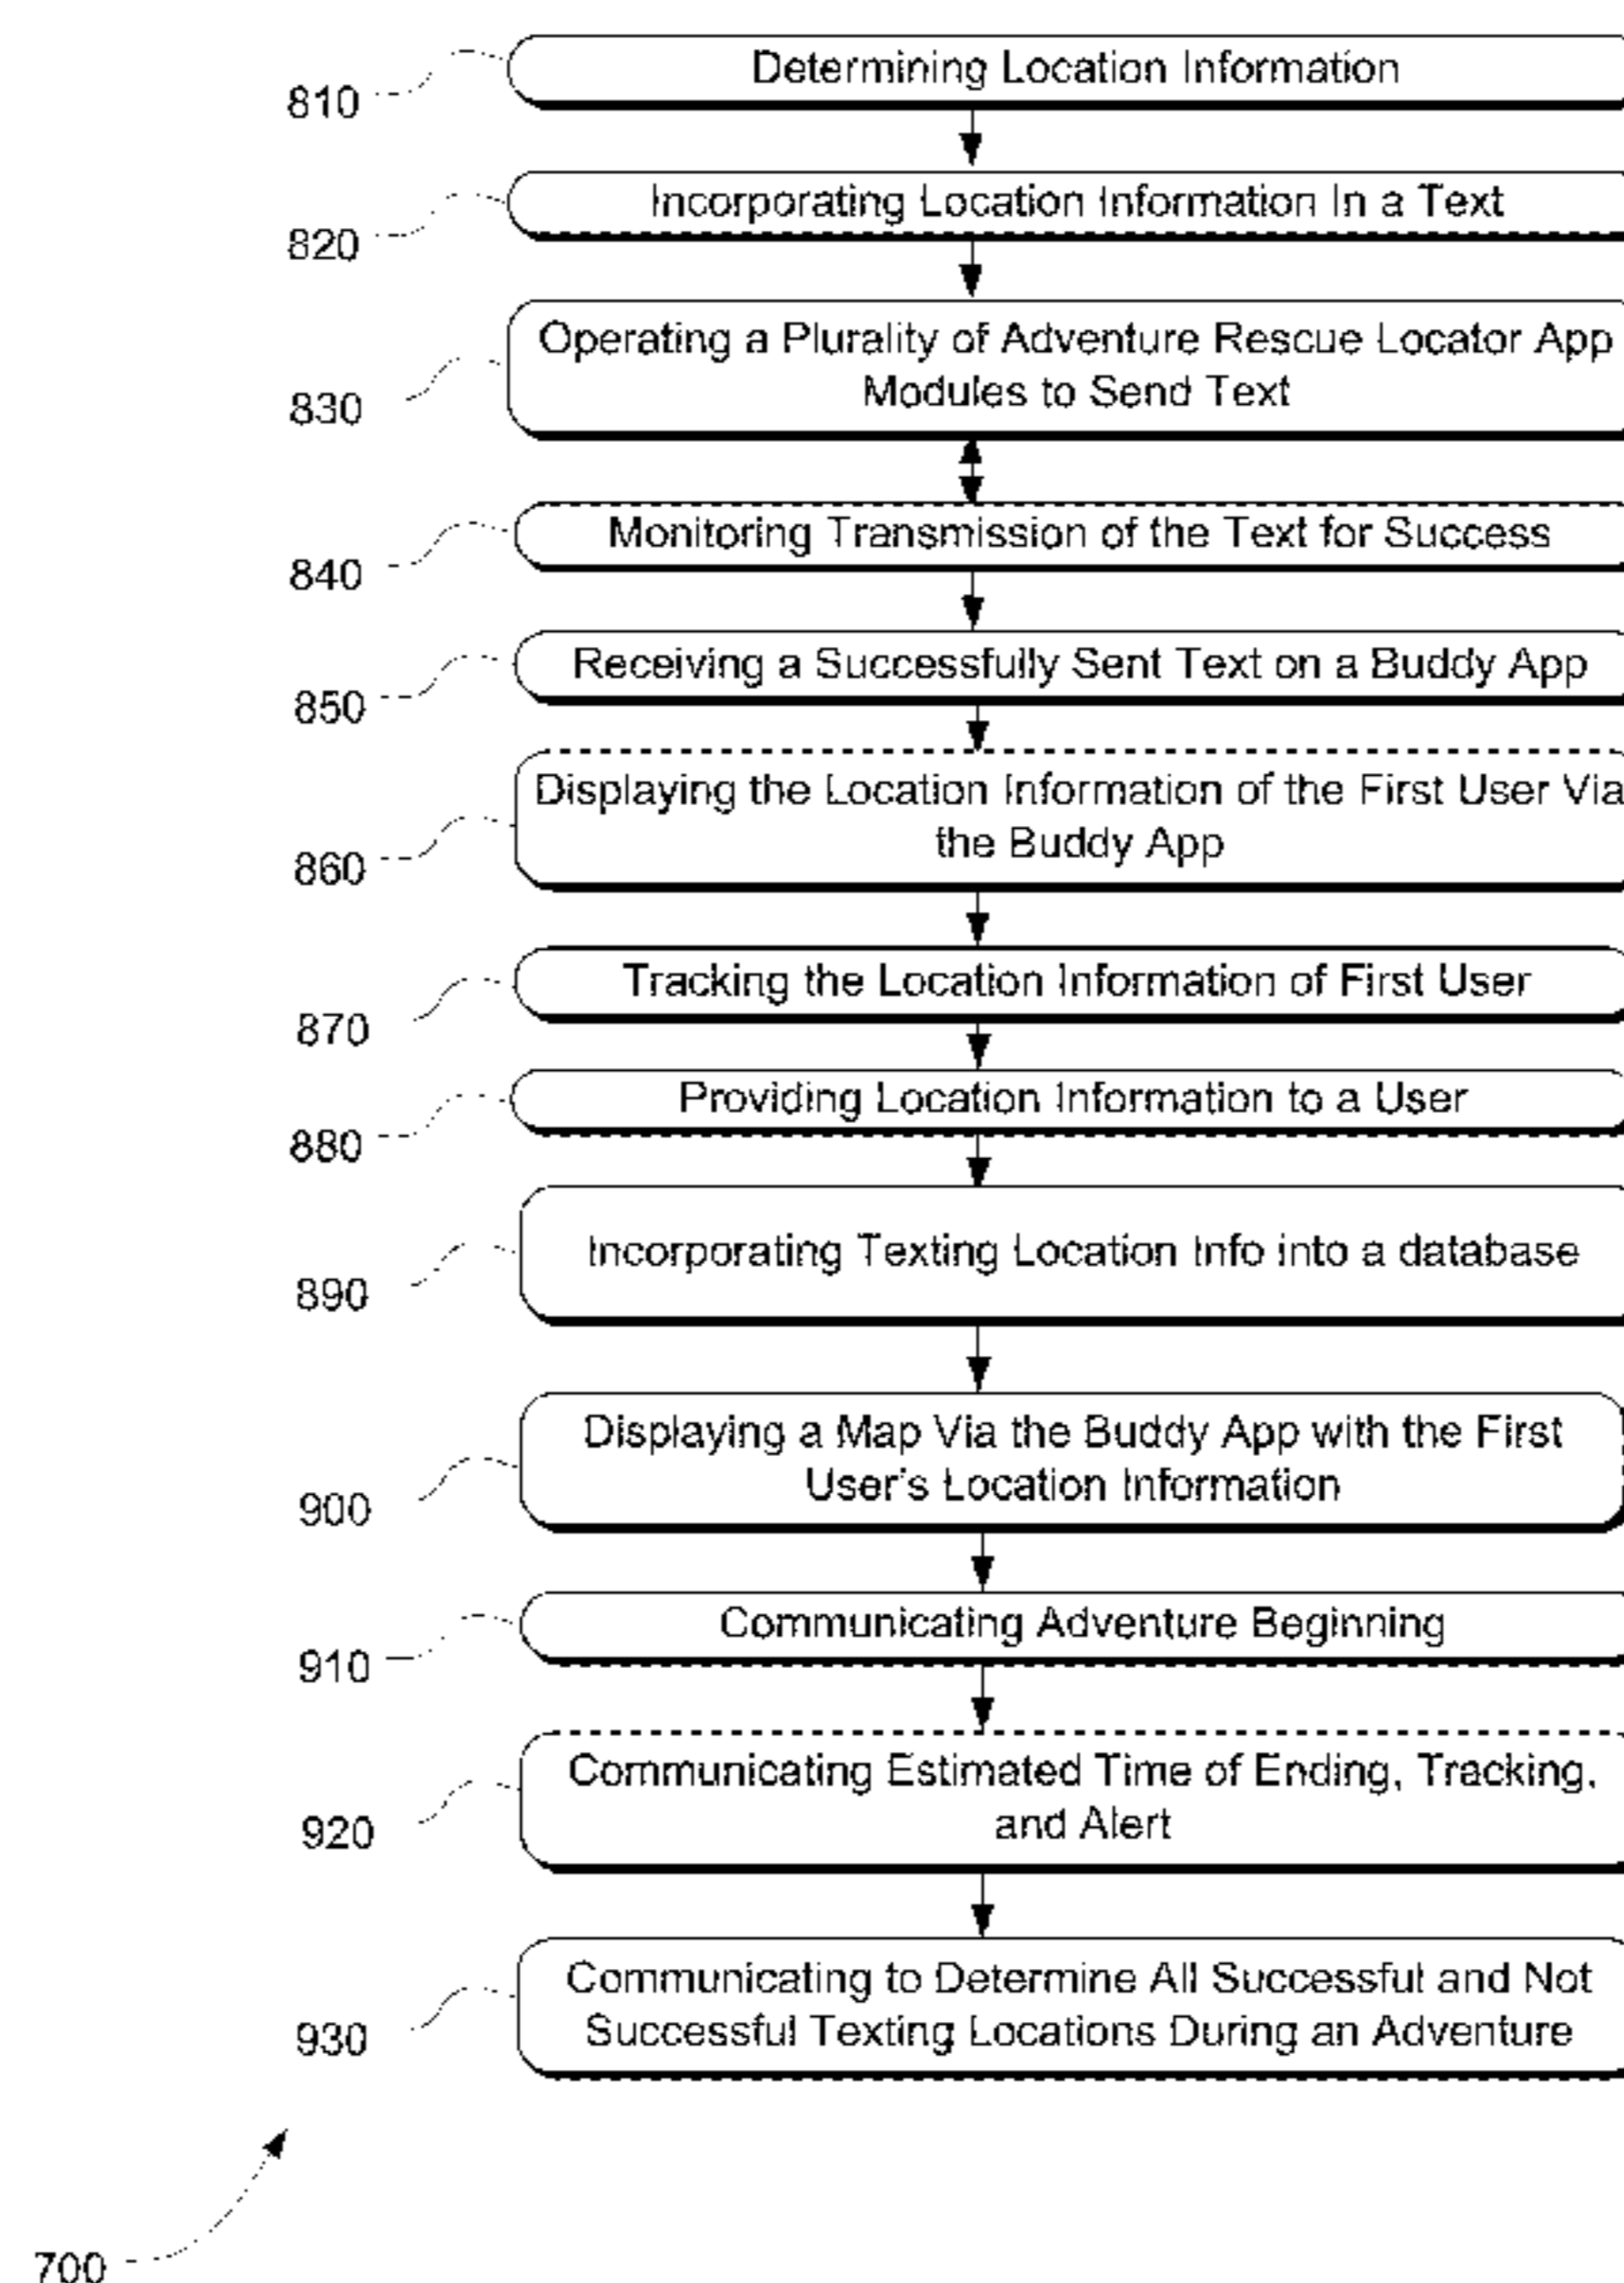 Determining Location Information
810
Incorporating Location Information In a Text
820
Operating a Plurality of Adventure Rescue Locator App
Modules to Send Text
830
Monitoring Transmission of the Text for Success
840
Receiving a Successfully Sent Text on a Buddy App
850
Displaying the Location Information of the First User Via
the Buddy App
860
Tracking the Location Information of First User
870
Providing Location Information to a User
880
Incorporating Texting Location Info into a database
890
Displaying a Map Via the Buddy App with the First
User's Location Information
900
Communicating Adventure Beginning
910
Communicating Estimated Time of Ending, Tracking,
and Alert
920
Communicating to Determine All Successful and Not
Successful Texting Locations During an Adventure
930
700